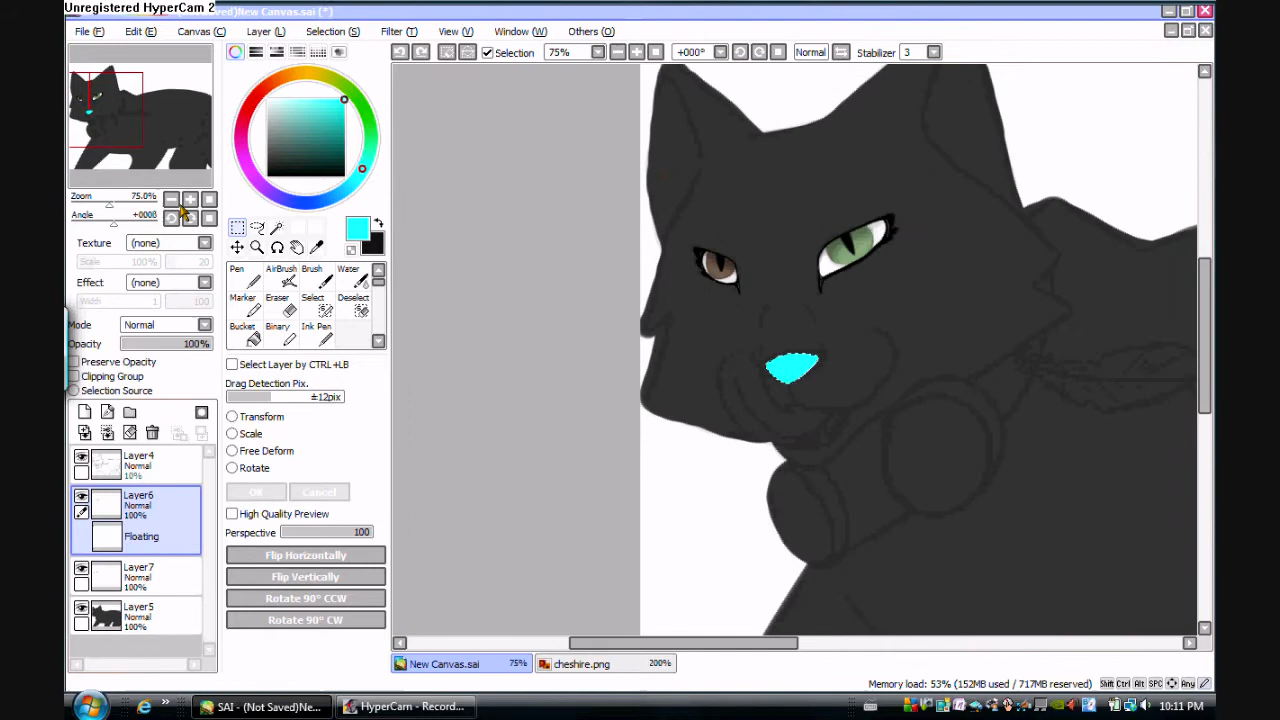 Unregistered HyperCam 2
(Not Saved)New Canvas.sai (*)
File (F) Edit (E) Canvas (C) Layer (L) Selection (S) Filter (T) View (V) Window (W) Others (O)
Selection 75% +000° Normal Stabilizer 3
Zoom 75.0%
Angle +000ß
Texture (none)
Scale 100% 20
Effect (none)
Width 1 100
Mode Normal
Opacity 100%
Preserve Opacity
Clipping Group
Selection Source
Layer4
Normal
10%
Layer6
Normal
100%
Floating
Layer7
Normal
100%
Layer5
Normal
100%
Pen AirBrush Brush Water
Marker Eraser Select Deselect
Bucket Binary Ink Pen
Select Layer by CTRL+LB
Drag Detection Pix.
±12pix
Transform
Scale
Free Deform
Rotate
OK Cancel
High Quality Preview
Perspective 100
Flip Horizontally
Flip Vertically
Rotate 90° CCW
Rotate 90° CW
New Canvas.sai 75% cheshire.png 200%
Memory load: 53% (152MB used / 717MB reserved) Shift Ctrl Alt SPC Any
SAI - (Not Saved)Ne... HyperCam - Record... 10:11 PM